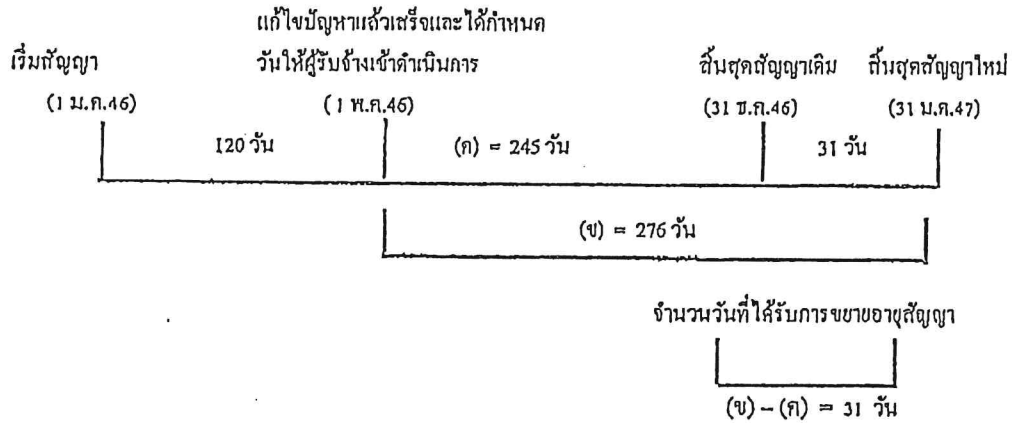 แก้ไขปัญหาแล้วเสร็จและได้กำหนด
เริ่มสัญญา วันให้ผู้รับจ้างเข้าดำเนินการ สิ้นสุดสัญญาเดิม สิ้นสุดสัญญาใหม่
(1 ม.ค.46) (1 พ.ค.46) (31 ธ.ค.46) (31 ม.ค.47)
120 วัน (ค) = 245 วัน 31 วัน
(ข) = 276 วัน
จำนวนวันที่ได้รับการขยายอายุสัญญา
(ข) – (ค) = 31 วัน